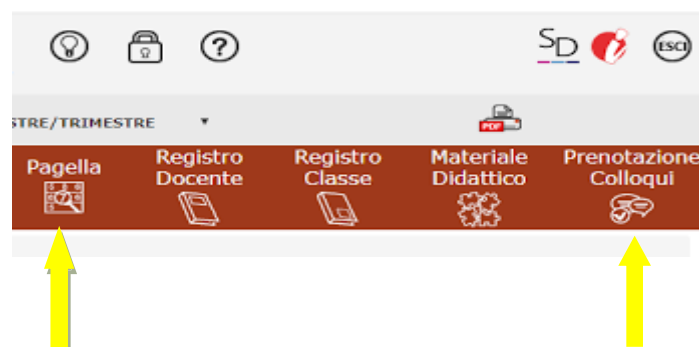 SD
ESCI
STRE/TRIMESTRE
PDF
Pagella
Registro
Docente
Registro
Classe
Materiale
Didattico
Prenotazione
Colloqui